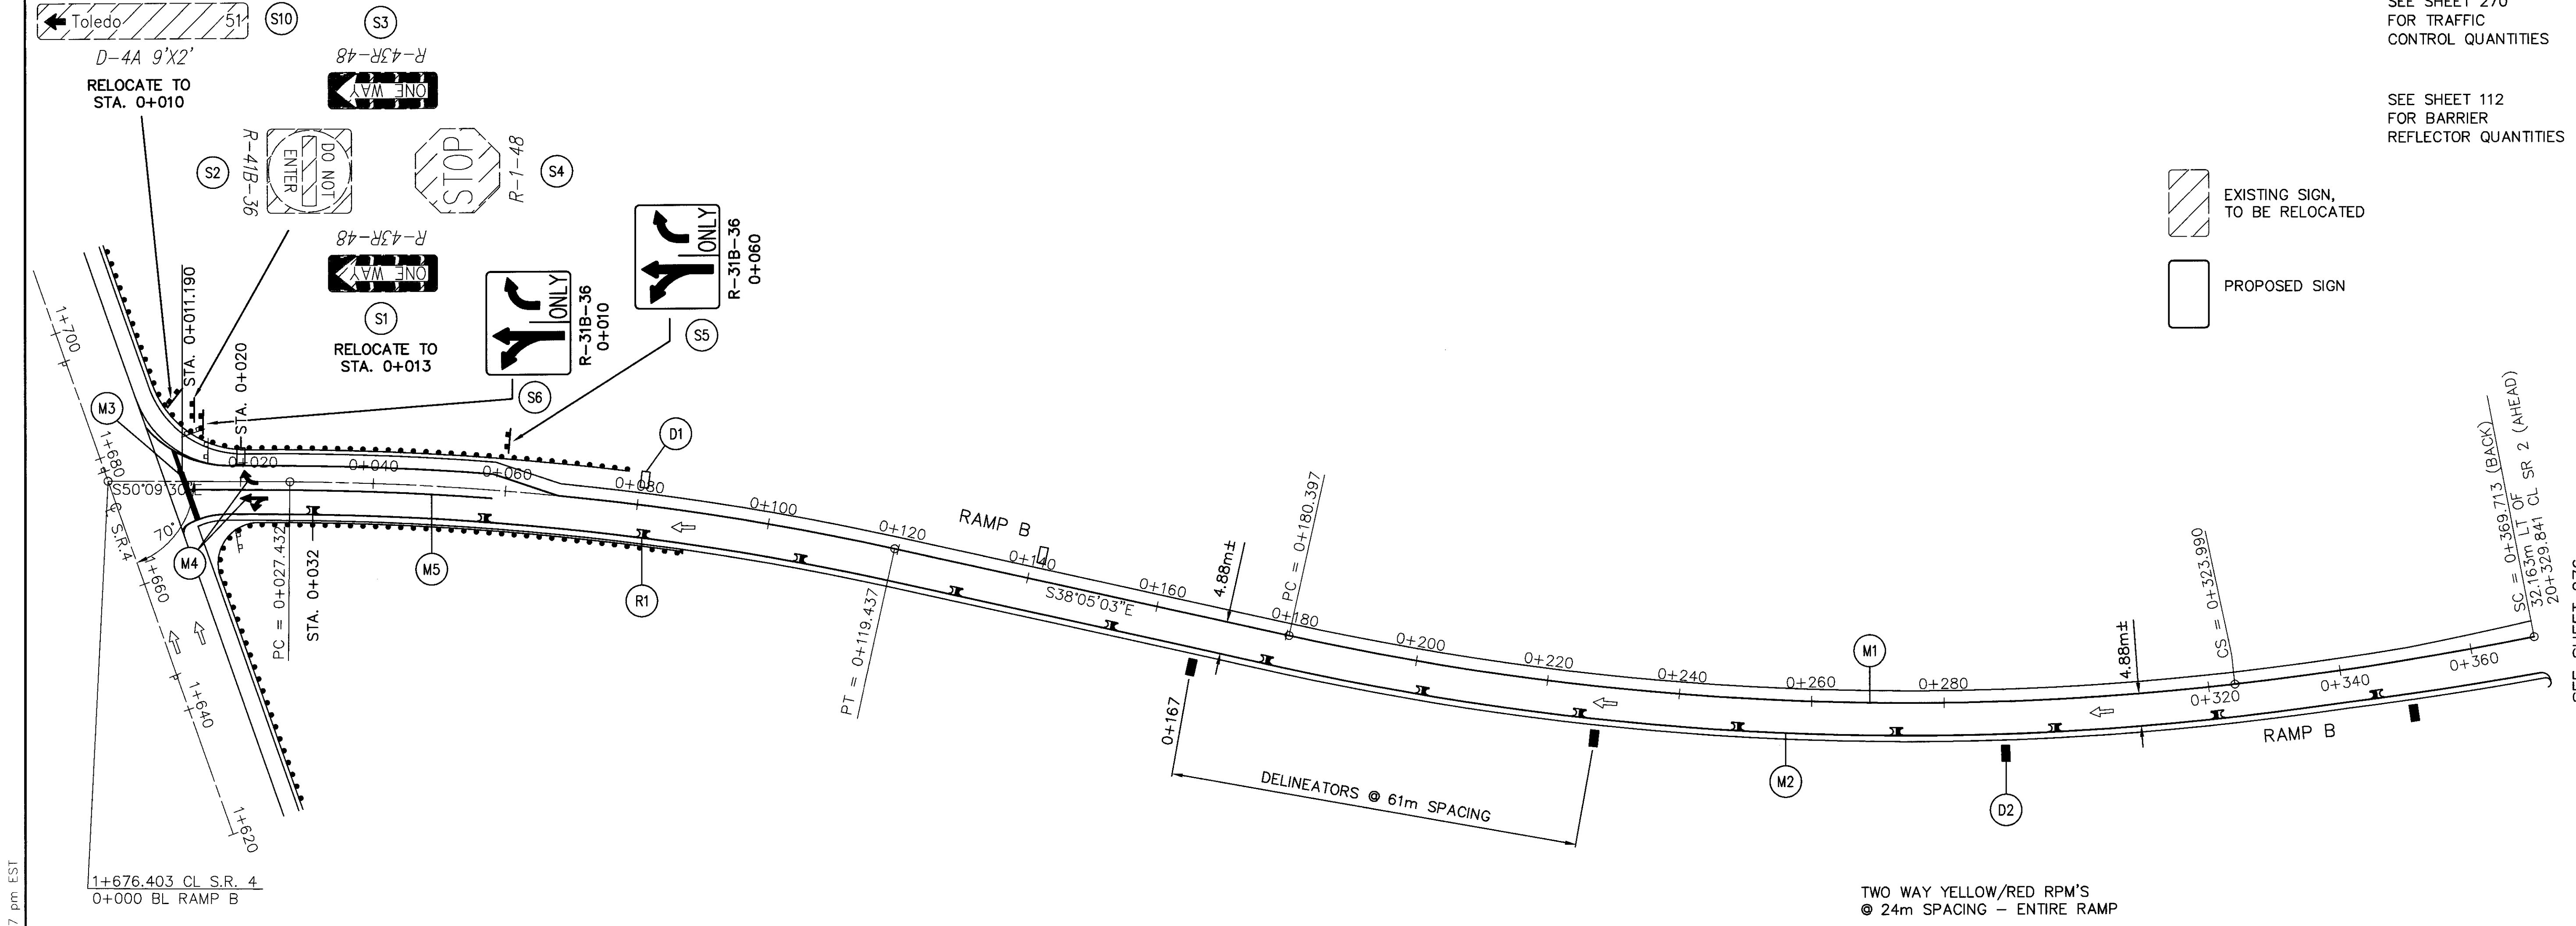 Toledo 51
S10
D-4A 9'X2'
RELOCATE TO
STA. 0+010
S3
R-43R-48
ONE WAY
S2
R-41B-36
DO NOT
ENTER
STOP
R-1-48
S4
R-43R-48
ONE WAY
S1
RELOCATE TO
STA. 0+013
ONLY
R-31B-36
0+010
S6
ONLY
R-31B-36
0+060
S5
SEE SHEET 270
FOR TRAFFIC
CONTROL QUANTITIES
SEE SHEET 112
FOR BARRIER
REFLECTOR QUANTITIES
EXISTING SIGN,
TO BE RELOCATED
PROPOSED SIGN
1+700
1+680
1+660
1+640
1+620
STA. 0+011.190
STA. 0+020
M3
S50°09'30"E
S.R.4
70°
M4
PC = 0+027.432
STA. 0+032
M5
D1
R1
0+020
0+040
0+060
0+080
0+100
0+120
0+140
0+160
0+180
0+200
0+220
0+240
0+260
0+280
0+320
0+340
0+360
RAMP B
PT = 0+119.437
S38°05'03"E
4.88m±
PC = 0+180.397
0+167
DELINEATORS @ 61m SPACING
M1
M2
D2
4.88m±
CS = 0+323.990
RAMP B
SC = 0+369.713 (BACK)
32.163m LT OF
20+329.841 CL SR 2 (AHEAD)
1+676.403 CL S.R. 4
0+000 BL RAMP B
TWO WAY YELLOW/RED RPM'S
@ 24m SPACING – ENTIRE RAMP
7 pm EST